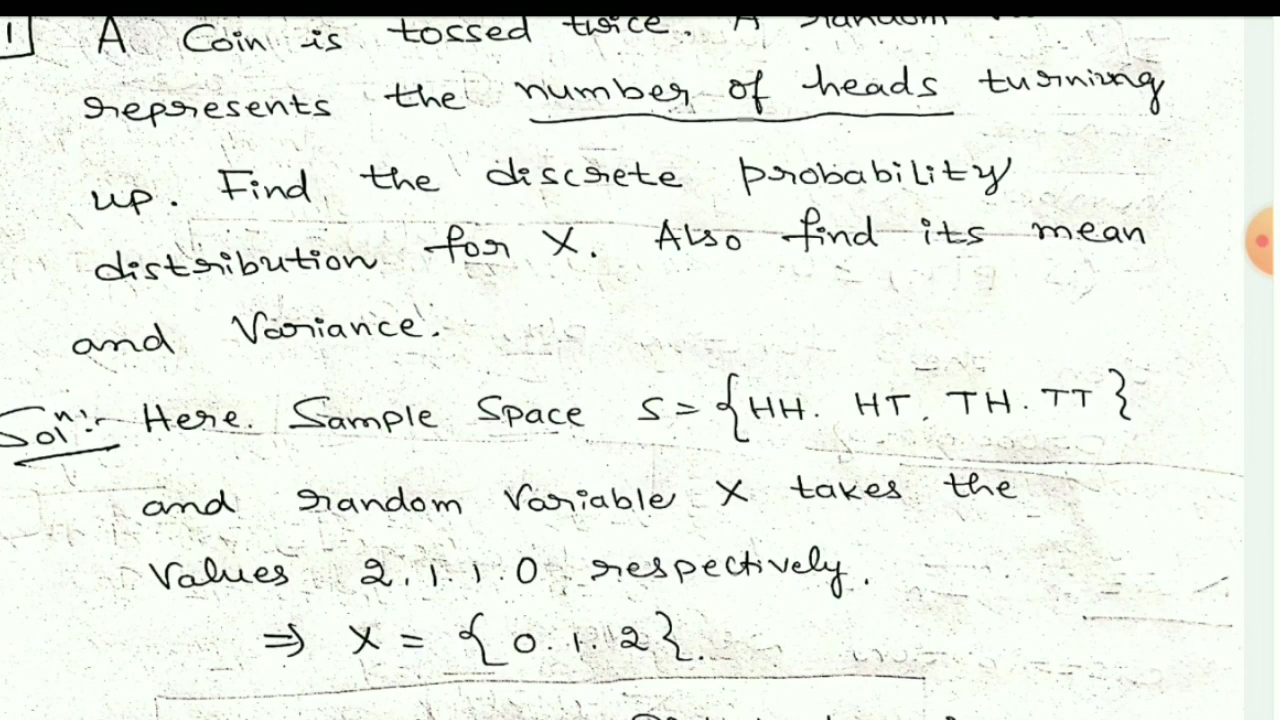 1] A Coin is tossed twice. A random
represents the number of heads turning
up. Find the discrete probability
distribution for X. Also find its mean
and Variance.
Solⁿ:- Here. Sample Space S = {HH. HT. TH. TT}
and random Variable X takes the
Values 2.1.1.0 respectively.
⇒ X = {0.1.2}.